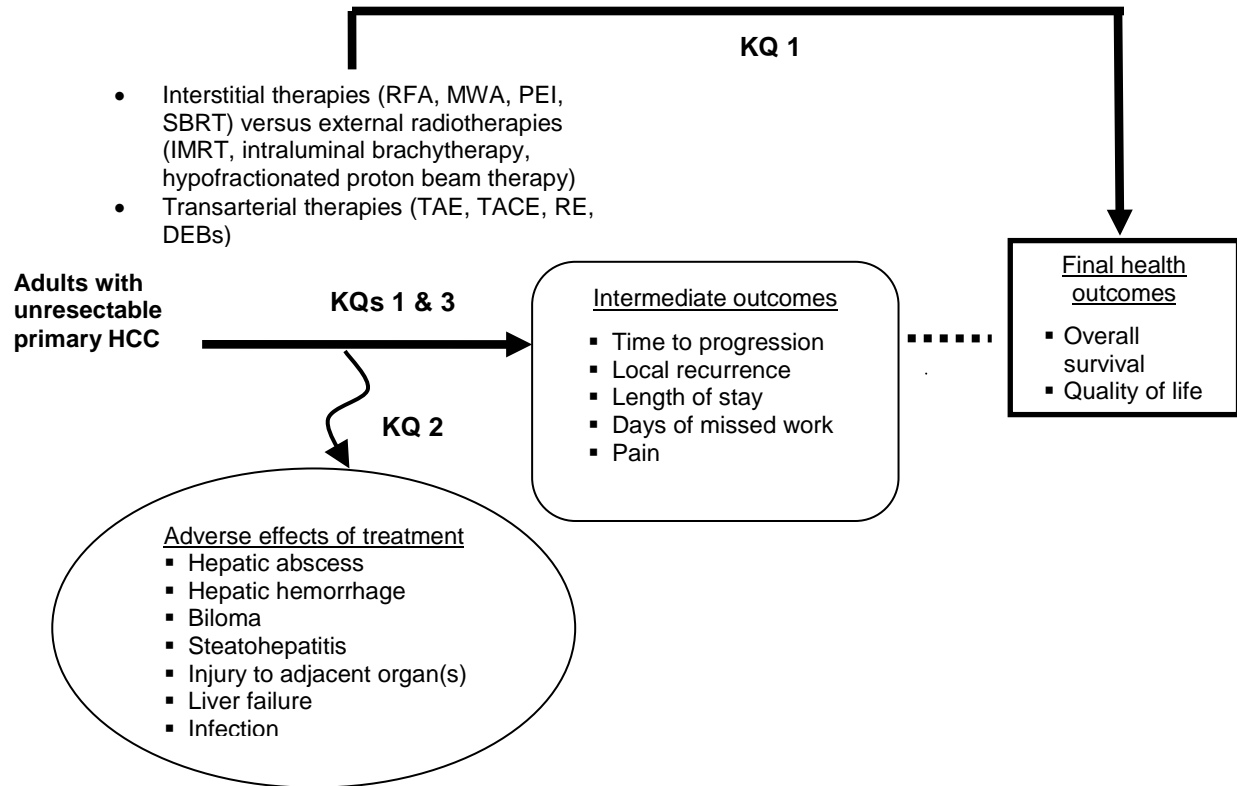 KQ 1
• Interstitial therapies (RFA, MWA, PEI,
SBRT) versus external radiotherapies
(IMRT, intraluminal brachytherapy,
hypofractionated proton beam therapy)
• Transarterial therapies (TAE, TACE, RE,
DEBs)
Adults with
unresectable
primary HCC
KQs 1 & 3
KQ 2
Intermediate outcomes
▪ Time to progression
▪ Local recurrence
▪ Length of stay
▪ Days of missed work
▪ Pain
Final health
outcomes
▪ Overall
survival
▪ Quality of life
Adverse effects of treatment
▪ Hepatic abscess
▪ Hepatic hemorrhage
▪ Biloma
▪ Steatohepatitis
▪ Injury to adjacent organ(s)
▪ Liver failure
▪ Infection